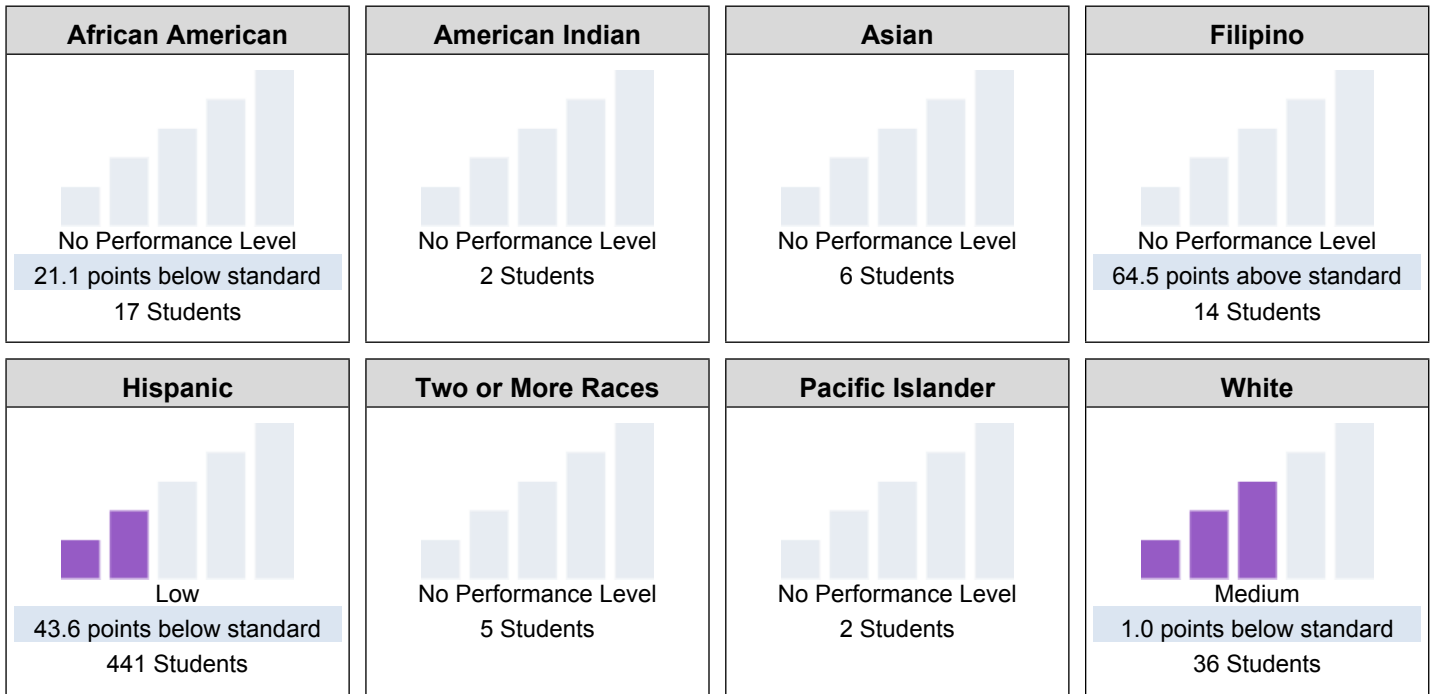 African American
No Performance Level
21.1 points below standard
17 Students
American Indian
No Performance Level
2 Students
Asian
No Performance Level
6 Students
Filipino
No Performance Level
64.5 points above standard
14 Students
Hispanic
Low
43.6 points below standard
441 Students
Two or More Races
No Performance Level
5 Students
Pacific Islander
No Performance Level
2 Students
White
Medium
1.0 points below standard
36 Students